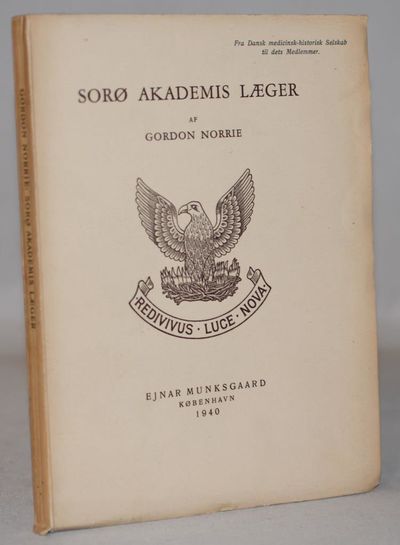 Fra Dansk medicinsk-historisk Selskab
til dets Medlemmer.
SORØ AKADEMIS LÆGER
AF
GORDON NORRIE
·REDIVIVUS · LUCE · NOVA·
EJNAR MUNKSGAARD
KØBENHAVN
1940
GORDON NORRIE: SORØ AKADEMIS LÆGER